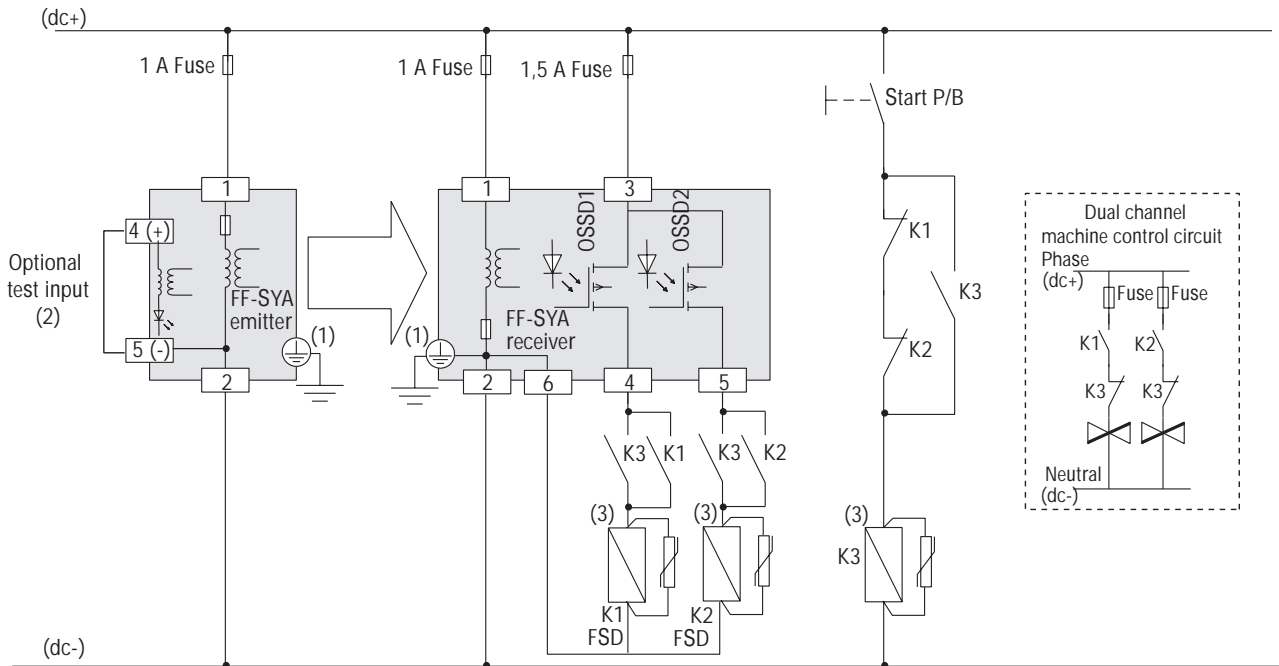 (dc+)
1 A Fuse
1 A Fuse
1,5 A Fuse
Start P/B
1
1
3
OSSD1
OSSD2
4 (+)
Optional
test input
(2)
FF-SYA
emitter
5 (-)
(1)
2
FF-SYA
receiver
(1)
2
6
4
5
K1
K3
K2
K3
K1
K3
K2
(3)
(3)
(3)
K3
K1
FSD
K2
FSD
Dual channel
machine control circuit
Phase
(dc+)
Fuse
Fuse
K1
K2
K3
K3
Neutral
(dc-)
(dc-)